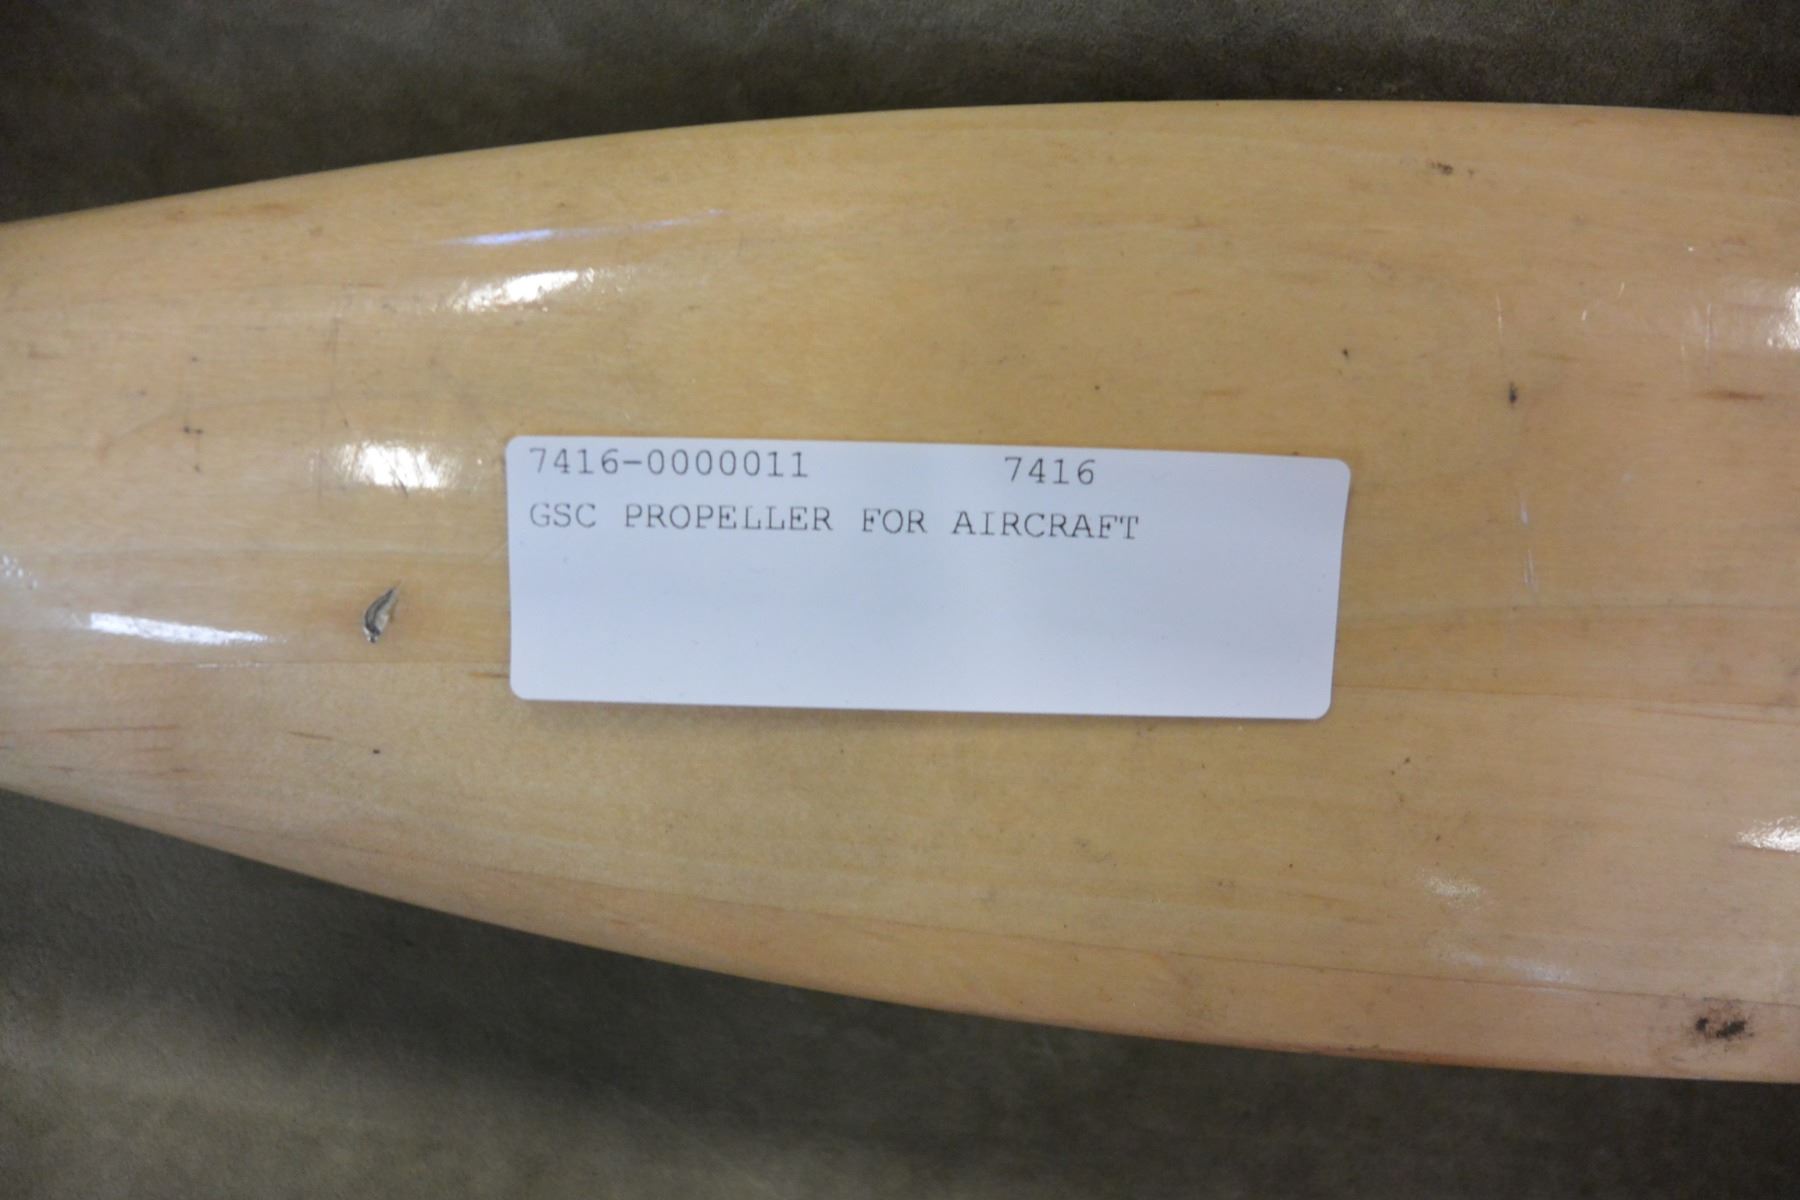 7416-0000011 7416
GSC PROPELLER FOR AIRCRAFT